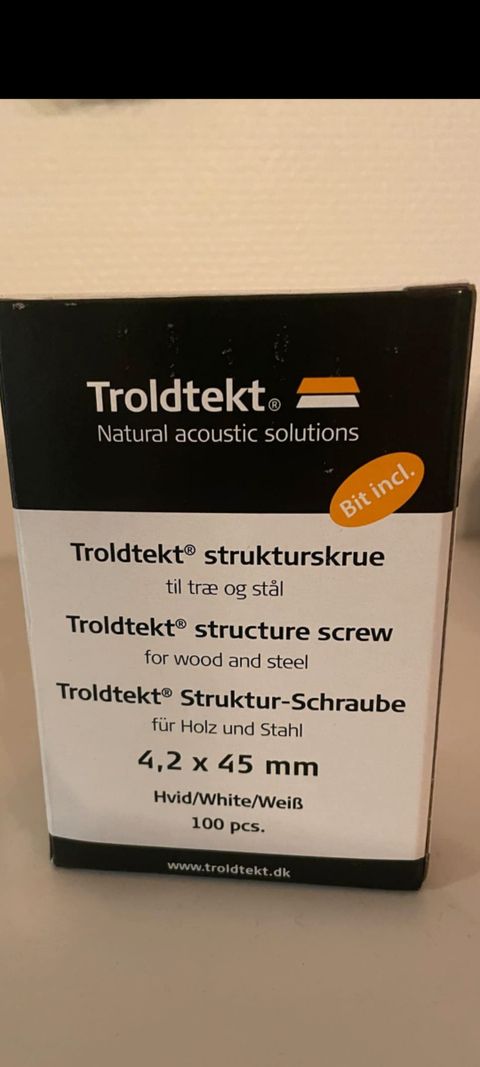 Troldtekt®
Natural acoustic solutions
Bit incl.
Troldtekt® strukturskrue
til træ og stål
Troldtekt® structure screw
for wood and steel
Troldtekt® Struktur-Schraube
für Holz und Stahl
4,2 x 45 mm
Hvid/White/Weiß
100 pcs.
www.troldtekt.dk